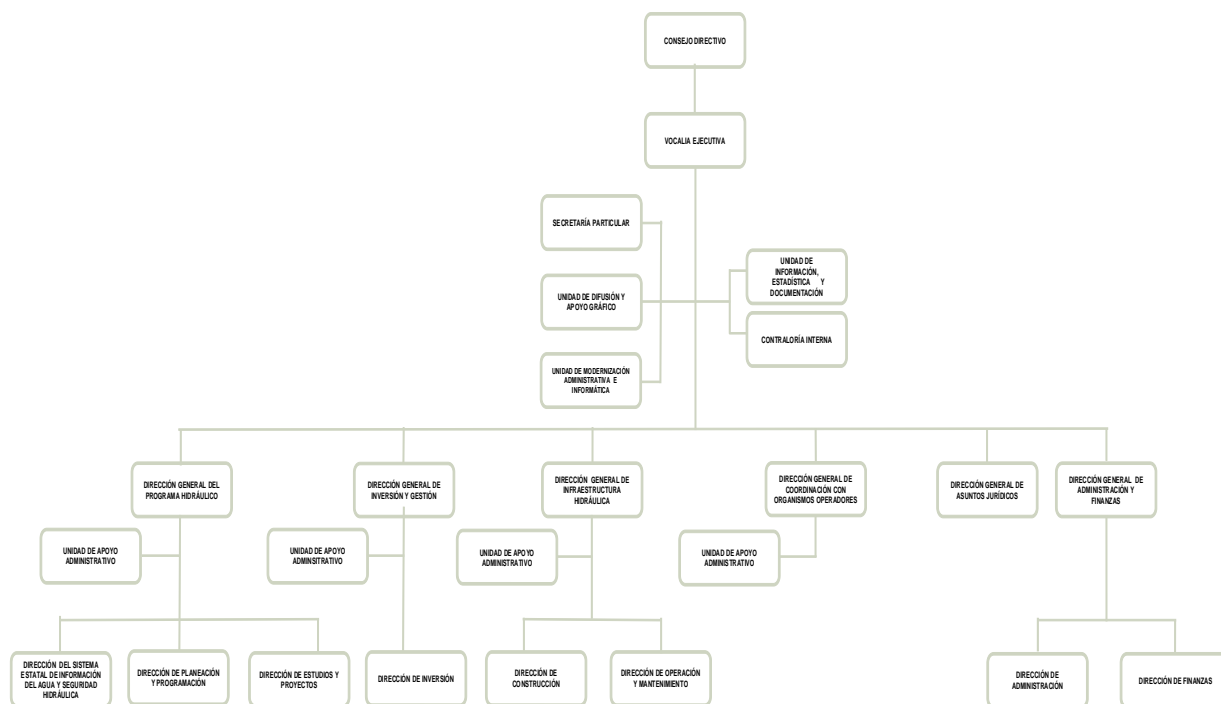 CONSEJO DIRECTIVO
VOCALIA EJECUTIVA
SECRETARÍA PARTICULAR
UNIDAD DE
INFORMACIÓN,
ESTADÍSTICA Y
DOCUMENTACIÓN
UNIDAD DE DIFUSIÓN Y
APOYO GRÁFICO
CONTRALORÍA INTERNA
UNIDAD DE MODERNIZACIÓN
ADMINISTRATIVA E
INFORMÁTICA
DIRECCIÓN GENERAL DEL
PROGRAMA HIDRÁULICO
DIRECCIÓN GENERAL DE
INVERSIÓN Y GESTIÓN
DIRECCIÓN GENERAL DE
INFRAESTRUCTURA
HIDRÁULICA
DIRECCIÓN GENERAL DE
COORDINACIÓN CON
ORGANISMOS OPERADORES
DIRECCIÓN GENERAL DE
ASUNTOS JURÍDICOS
DIRECCIÓN GENERAL DE
ADMINISTRACIÓN Y
FINANZAS
UNIDAD DE APOYO
ADMINISTRATIVO
UNIDAD DE APOYO
ADMINSITRATIVO
UNIDAD DE APOYO
ADMINISTRATIVO
UNIDAD DE APOYO
ADMINISTRATIVO
DIRECCIÓN DEL SISTEMA
ESTATAL DE INFORMACIÓN
DEL AGUA Y SEGURIDAD
HIDRÁULICA
DIRECCIÓN DE PLANEACIÓN
Y PROGRAMACIÓN
DIRECCIÓN DE ESTUDIOS Y
PROYECTOS
DIRECCIÓN DE INVERSIÓN
DIRECCIÓN DE
CONSTRUCCIÓN
DIRECCIÓN DE OPERACIÓN
Y MANTENIMIENTO
DIRECCIÓN DE
ADMINISTRACIÓN
DIRECCIÓN DE FINANZAS